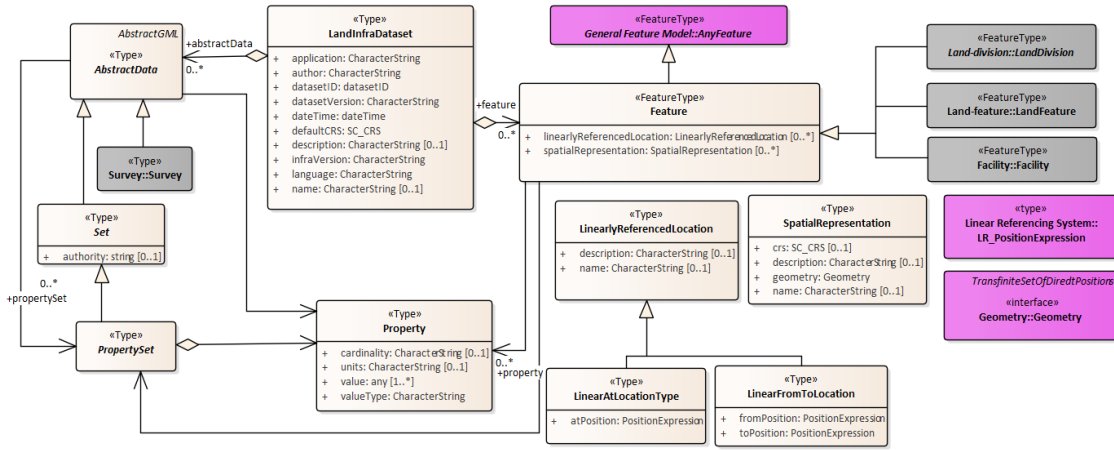 AbstractGML
«Type»
AbstractData
+abstractData
0..*
«Type»
LandInfraDataset
+ application: CharacterString
+ author: CharacterString
+ datasetID: datasetID
+ datasetVersion: CharacterString
+ dateTime: dateTime
+ defaultCRS: SC_CRS
+ description: CharacterString [0..1]
+ infraVersion: CharacterString
+ language: CharacterString
+ name: CharacterString [0..1]
«FeatureType»
General Feature Model::AnyFeature
+feature
0..*
«FeatureType»
Feature
+ linearlyReferencedLocation: LinearlyReferencedLocation [0..*]
+ spatialRepresentation: SpatialRepresentation [0..*]
«FeatureType»
Land-division::LandDivision
«FeatureType»
Land-feature::LandFeature
«FeatureType»
Facility::Facility
«Type»
Survey::Survey
«Type»
Set
+ authority: string [0..1]
0..*
+propertySet
«Type»
PropertySet
«Type»
Property
+ cardinality: CharacterString [0..1]
+ units: CharacterString [0..1]
+ value: any [1..*]
+ valueType: CharacterString
0..*
+property
«Type»
LinearlyReferencedLocation
+ description: CharacterString [0..1]
+ name: CharacterString [0..1]
«Type»
SpatialRepresentation
+ crs: SC_CRS [0..1]
+ description: CharacterString [0..1]
+ geometry: Geometry
+ name: CharacterString [0..1]
«type»
Linear Referencing System::
LR_PositionExpression
TransfiniteSetOfDiredtPositions
«interface»
Geometry::Geometry
«Type»
LinearAtLocationType
+ atPosition: PositionExpression
«Type»
LinearFromToLocation
+ fromPosition: PositionExpression
+ toPosition: PositionExpression